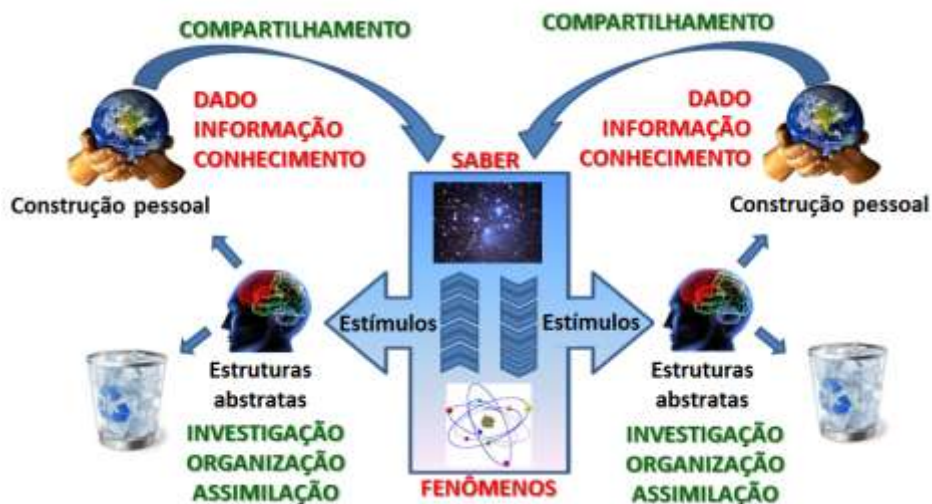 COMPARTILHAMENTO
COMPARTILHAMENTO
DADO
INFORMAÇÃO
CONHECIMENTO
DADO
INFORMAÇÃO
CONHECIMENTO
SABER
Construção pessoal
Construção pessoal
Estímulos
Estímulos
Estruturas
abstratas
Estruturas
abstratas
INVESTIGAÇÃO
ORGANIZAÇÃO
ASSIMILAÇÃO
INVESTIGAÇÃO
ORGANIZAÇÃO
ASSIMILAÇÃO
FENÔMENOS